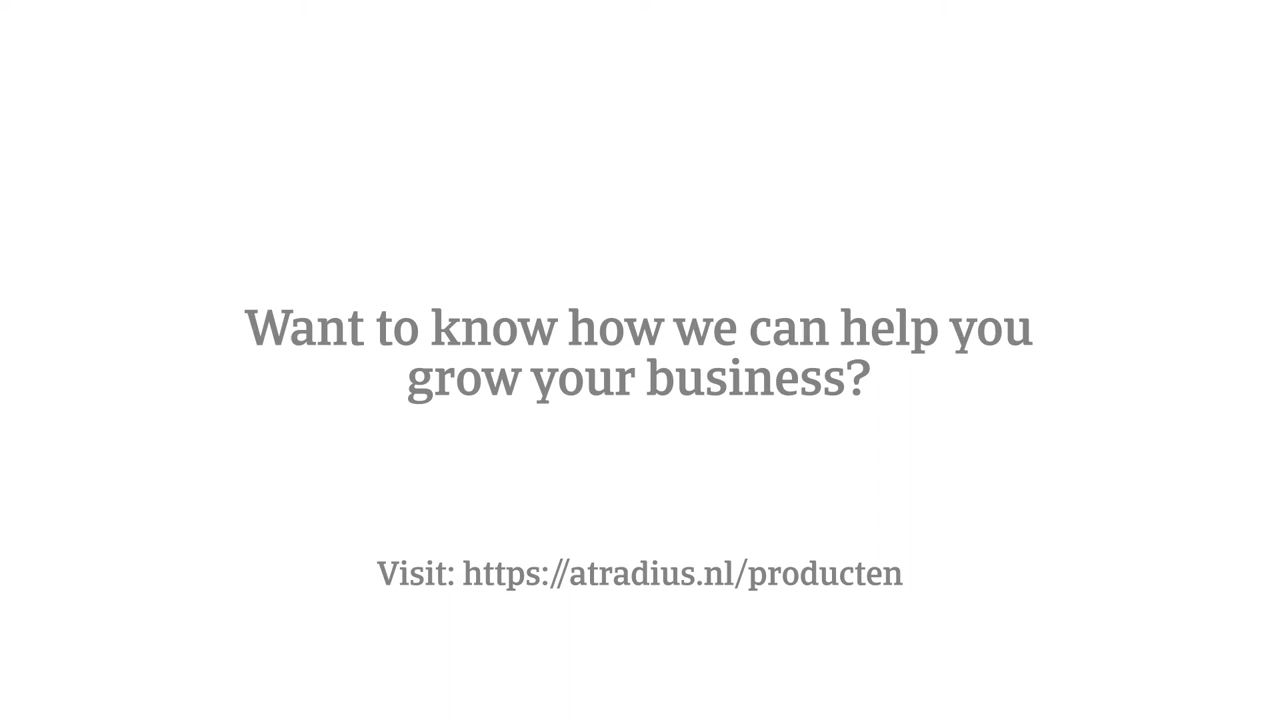 Want to know how we can help you
grow your business?
Visit: https://atradius.nl/producten